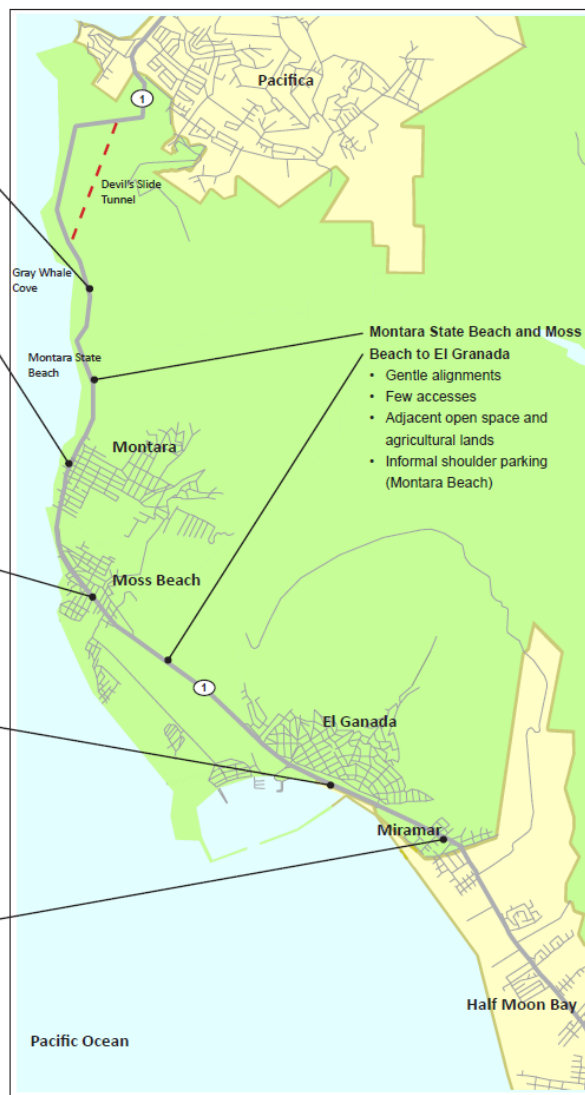 Pacifica
1
Devil's Slide
Tunnel
Gray Whale
Cove
Montara State Beach and Moss
Beach to El Granada
• Gentle alignments
• Few accesses
• Adjacent open space and
agricultural lands
• Informal shoulder parking
(Montara Beach)
Montara State
Beach
Montara
Moss Beach
1
El Ganada
Miramar
Half Moon Bay
Pacific Ocean